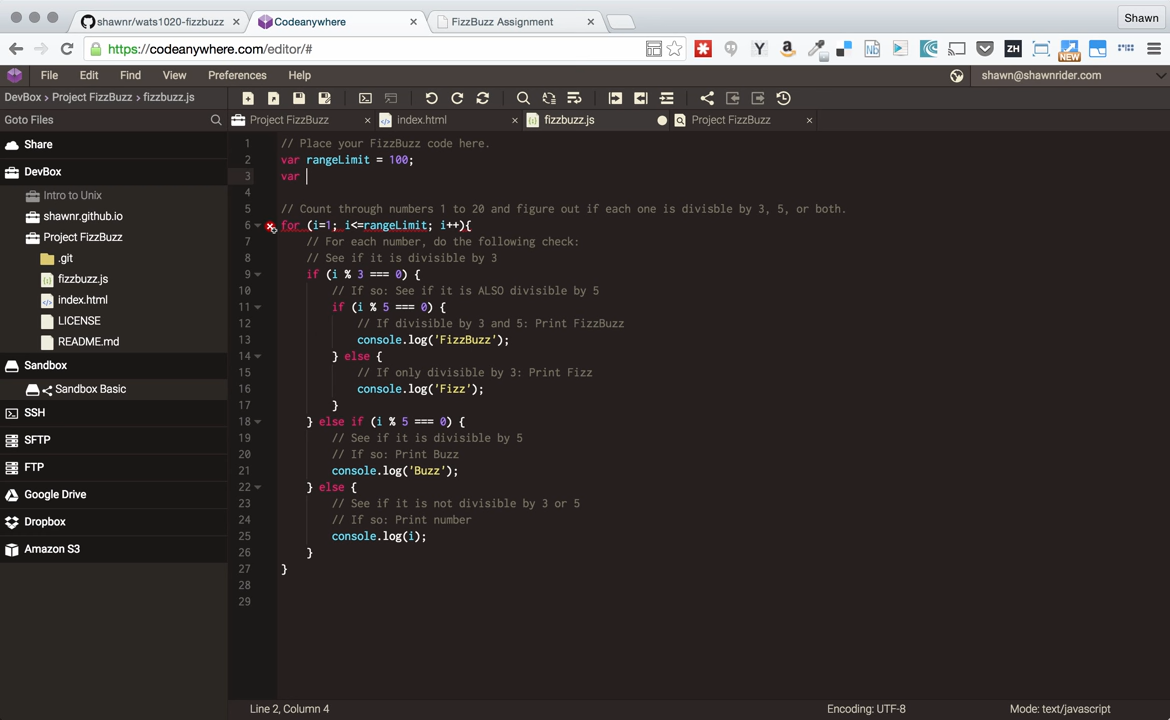 shawnr/wats1020-fizzbuzz
Codeanywhere
FizzBuzz Assignment
Shawn
https://codeanywhere.com/editor/#
NEW
File Edit Find View Preferences Help
shawn@shawnrider.com
DevBox > Project FizzBuzz > fizzbuzz.js
Goto Files
Project FizzBuzz
index.html
fizzbuzz.js
Project FizzBuzz
Share
DevBox
Intro to Unix
shawnr.github.io
Project FizzBuzz
.git
fizzbuzz.js
index.html
LICENSE
README.md
Sandbox
Sandbox Basic
SSH
SFTP
FTP
Google Drive
Dropbox
Amazon S3
1 // Place your FizzBuzz code here.
2 var rangeLimit = 100;
3 var
4
5 // Count through numbers 1 to 20 and figure out if each one is divisble by 3, 5, or both.
6 for (i=1; i<=rangeLimit; i++){
7 // For each number, do the following check:
8 // See if it is divisible by 3
9 if (i % 3 === 0) {
10 // If so: See if it is ALSO divisible by 5
11 if (i % 5 === 0) {
12 // If divisible by 3 and 5: Print FizzBuzz
13 console.log('FizzBuzz');
14 } else {
15 // If only divisible by 3: Print Fizz
16 console.log('Fizz');
17 }
18 } else if (i % 5 === 0) {
19 // See if it is divisible by 5
20 // If so: Print Buzz
21 console.log('Buzz');
22 } else {
23 // See if it is not divisible by 3 or 5
24 // If so: Print number
25 console.log(i);
26 }
27 }
28
29
Line 2, Column 4
Encoding: UTF-8
Mode: text/javascript